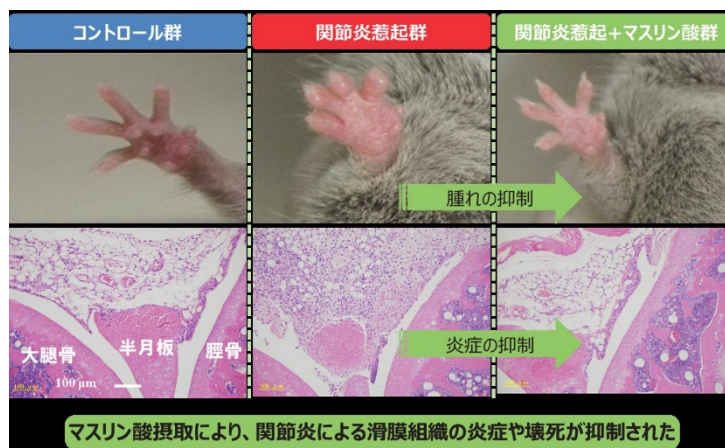 コントロール群
関節炎惹起群
関節炎惹起+マスリン酸群
腫れの抑制
大腿骨
半月板
脛骨
100 μm
炎症の抑制
マスリン酸摂取により、関節炎による滑膜組織の炎症や壊死が抑制された